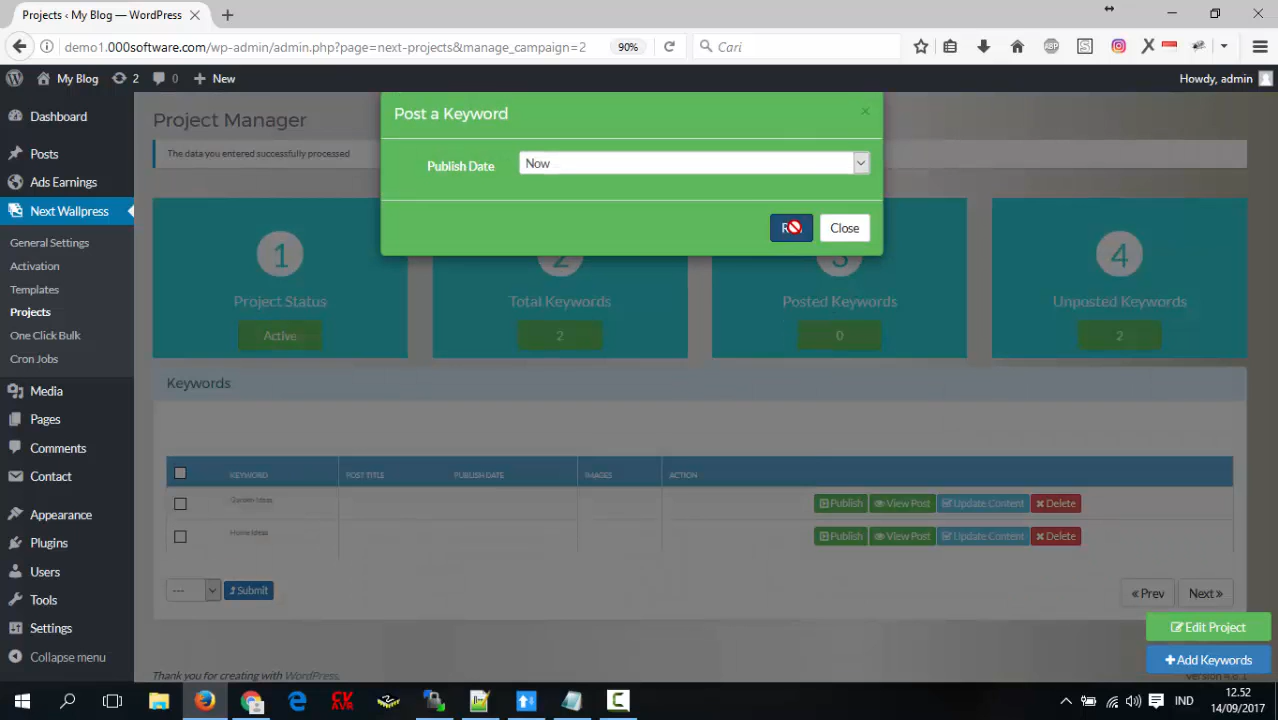 Projects ‹ My Blog — WordPress
demo1.000software.com/wp-admin/admin.php?page=next-projects&manage_campaign=2
90%
Cari
ABP
My Blog
2
0
New
Howdy, admin
Dashboard
Posts
Ads Earnings
Next Wallpress
General Settings
Activation
Templates
Projects
One Click Bulk
Cron Jobs
Media
Pages
Comments
Contact
Appearance
Plugins
Users
Tools
Settings
Collapse menu
Project Manager
The data you entered successfully processed
Post a Keyword
×
Publish Date
Now
Close
1
2
3
4
Project Status
Total Keywords
Posted Keywords
Unposted Keywords
Active
2
0
2
Keywords
KEYWORD
POST TITLE
PUBLISH DATE
IMAGES
ACTION
Ideas
Publish
View Post
Update Content
Delete
Home Ideas
Publish
View Post
Update Content
Delete
---
Submit
« Prev
Next »
Edit Project
Add Keywords
Thank you for creating with WordPress.
Version 4.8.1
CV
AVR
IND
12.52
14/09/2017